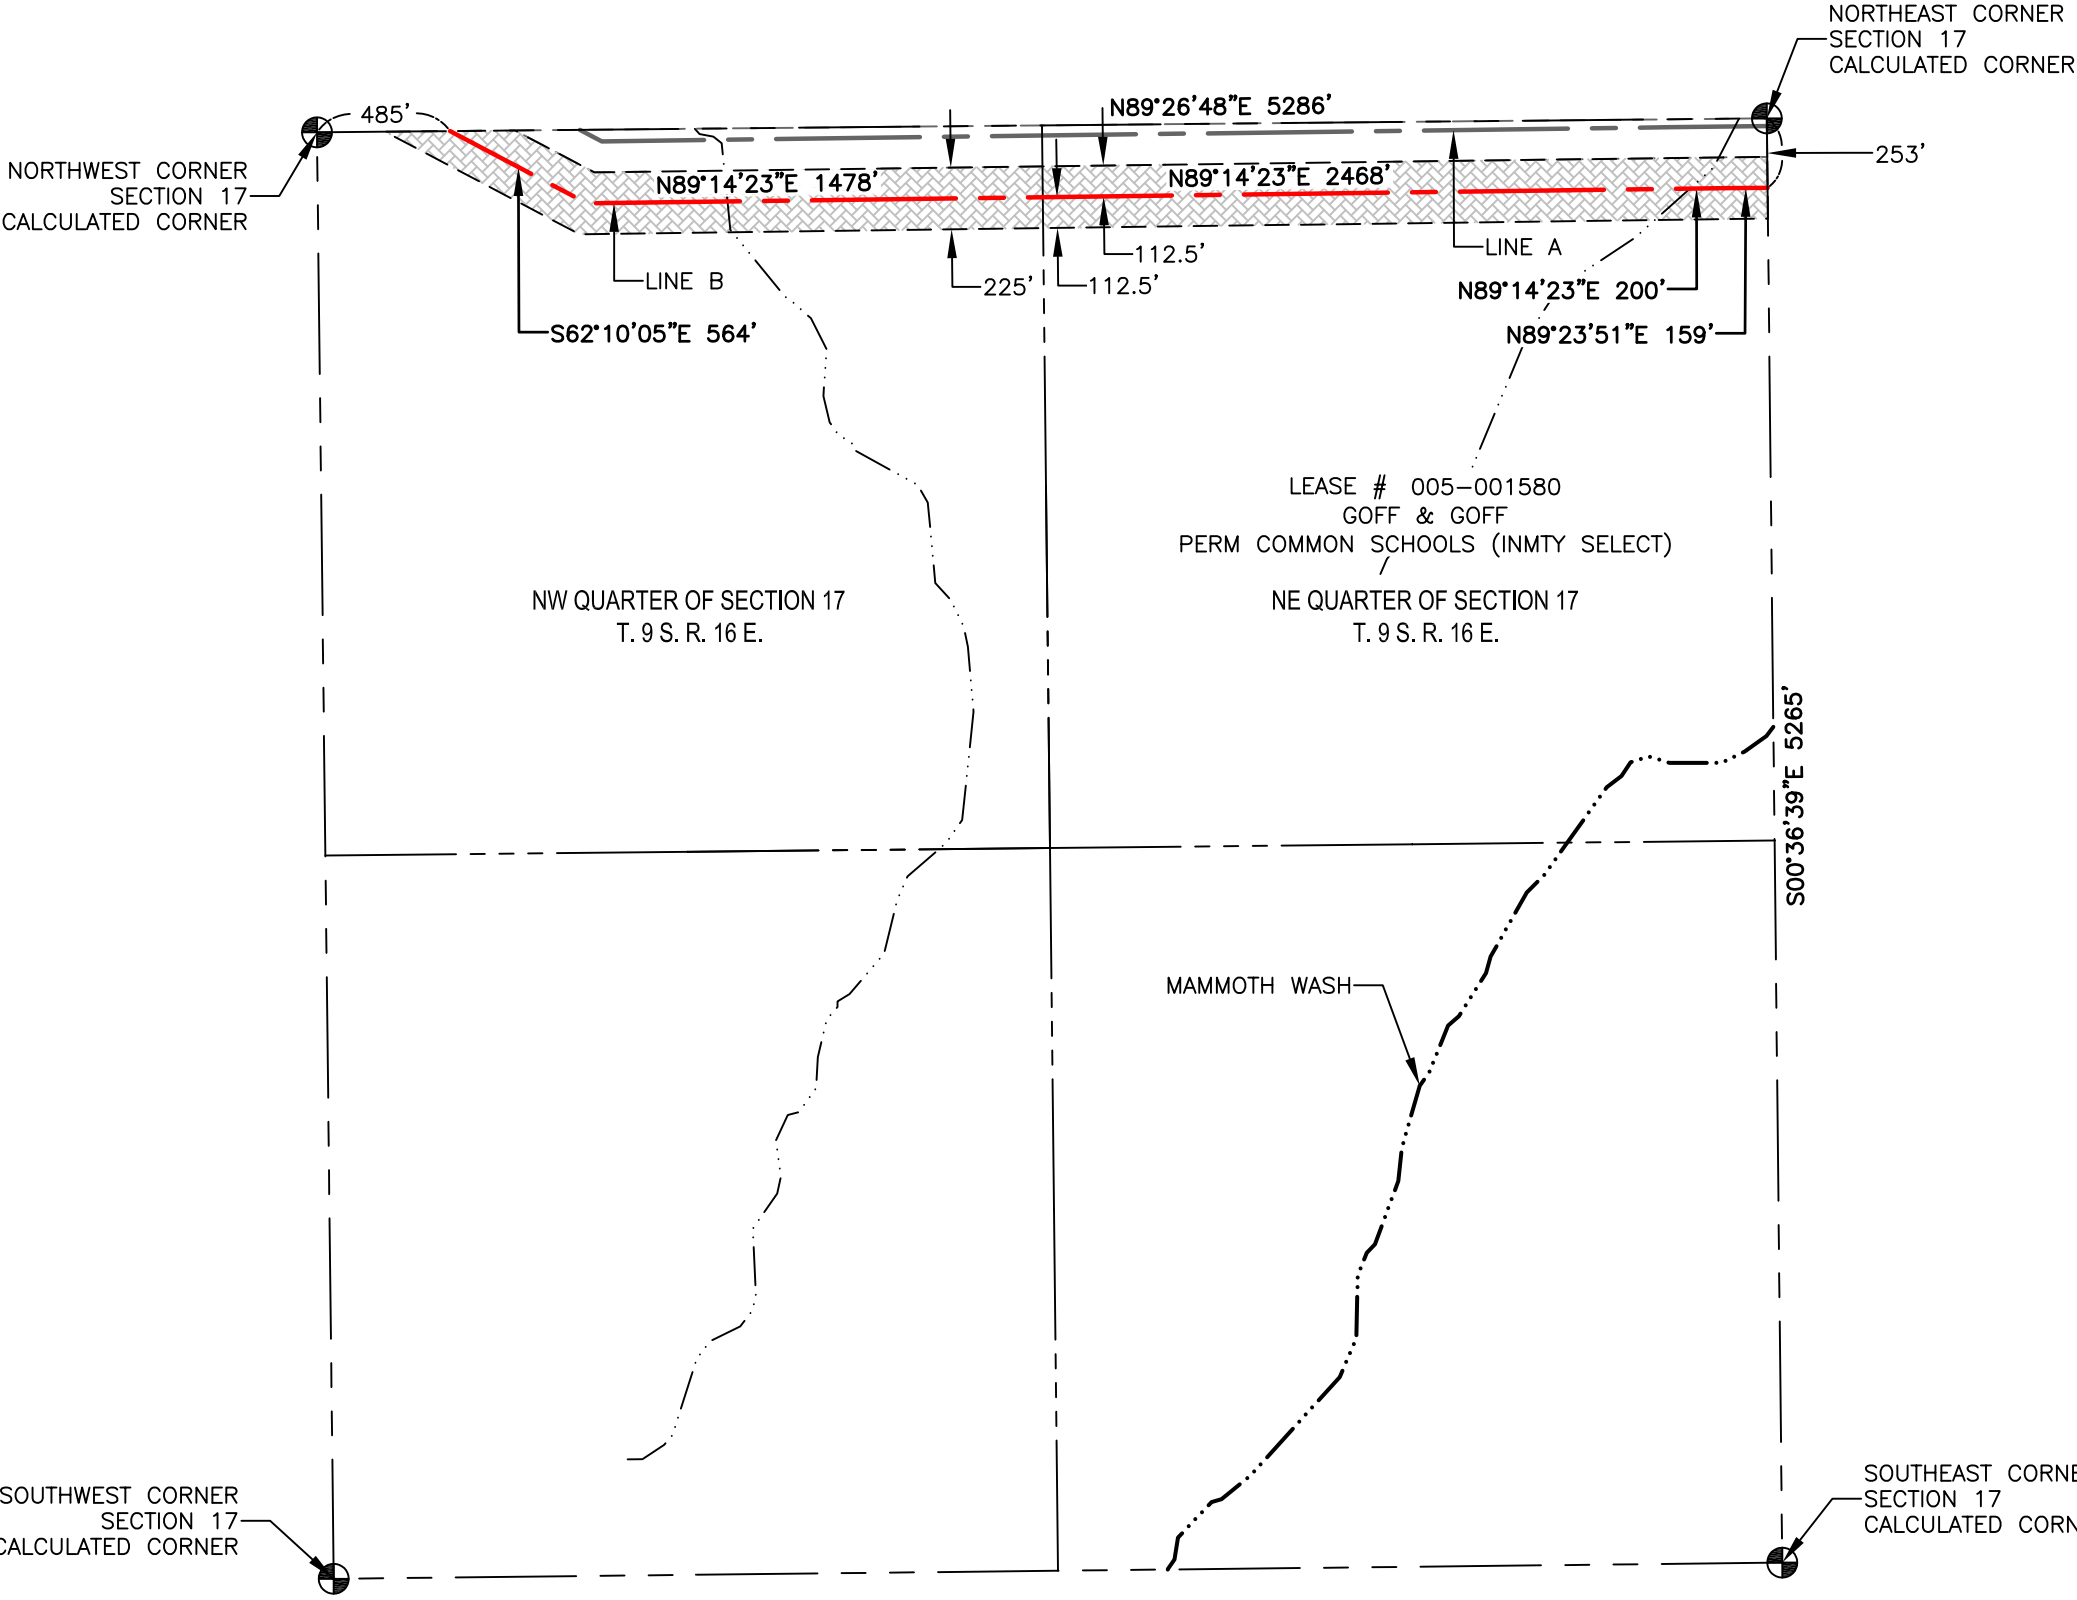 NORTHEAST CORNER
SECTION 17
CALCULATED CORNER
485'
N89°26'48"E 5286'
253'
NORTHWEST CORNER
SECTION 17
CALCULATED CORNER
N89°14'23"E 1478'
N89°14'23"E 2468'
LINE A
112.5'
LINE B
225'
112.5'
N89°14'23"E 200'
S62°10'05"E 564'
N89°23'51"E 159'
LEASE # 005-001580
GOFF & GOFF
PERM COMMON SCHOOLS (INMTY SELECT)
NW QUARTER OF SECTION 17
T. 9 S. R. 16 E.
NE QUARTER OF SECTION 17
T. 9 S. R. 16 E.
S00°36'39"E 5265'
MAMMOTH WASH
SOUTHWEST CORNER
SECTION 17
CALCULATED CORNER
SOUTHEAST CORNE
SECTION 17
CALCULATED CORN